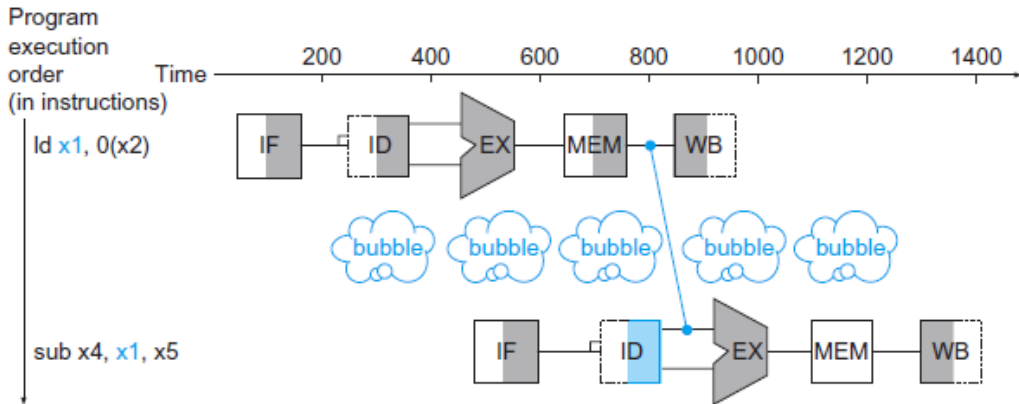 Program
execution
order
(in instructions)
Time
200 400 600 800 1000 1200 1400
ld x1, 0(x2)
IF ID EX MEM WB
bubble bubble bubble bubble bubble
sub x4, x1, x5
IF ID EX MEM WB